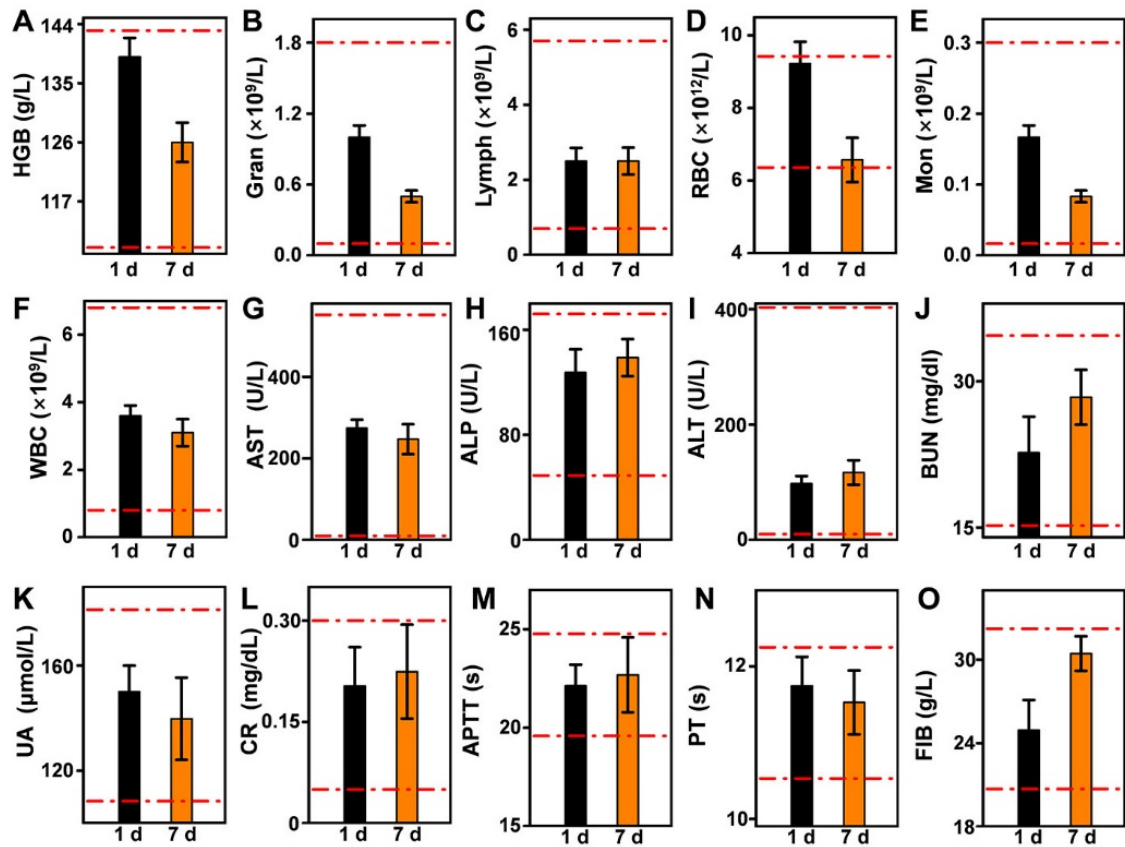 A
HGB (g/L)
144
135
126
117
1 d 7 d
B
Gran (×10⁹/L)
1.8
1.2
0.6
0.0
1 d 7 d
C
Lymph (×10⁹/L)
6
4
2
0
1 d 7 d
D
RBC (×10¹²/L)
10
8
6
4
1 d 7 d
E
Mon (×10⁹/L)
0.3
0.2
0.1
0.0
1 d 7 d
F
WBC (×10⁹/L)
6
4
2
0
1 d 7 d
G
AST (U/L)
400
200
0
1 d 7 d
H
ALP (U/L)
160
80
0
1 d 7 d
I
ALT (U/L)
400
200
0
1 d 7 d
J
BUN (mg/dl)
30
15
1 d 7 d
K
UA (µmol/L)
160
120
1 d 7 d
L
CR (mg/dL)
0.30
0.15
0
1 d 7 d
M
APTT (s)
25
20
15
1 d 7 d
N
PT (s)
12
10
1 d 7 d
O
FIB (g/L)
30
24
18
1 d 7 d